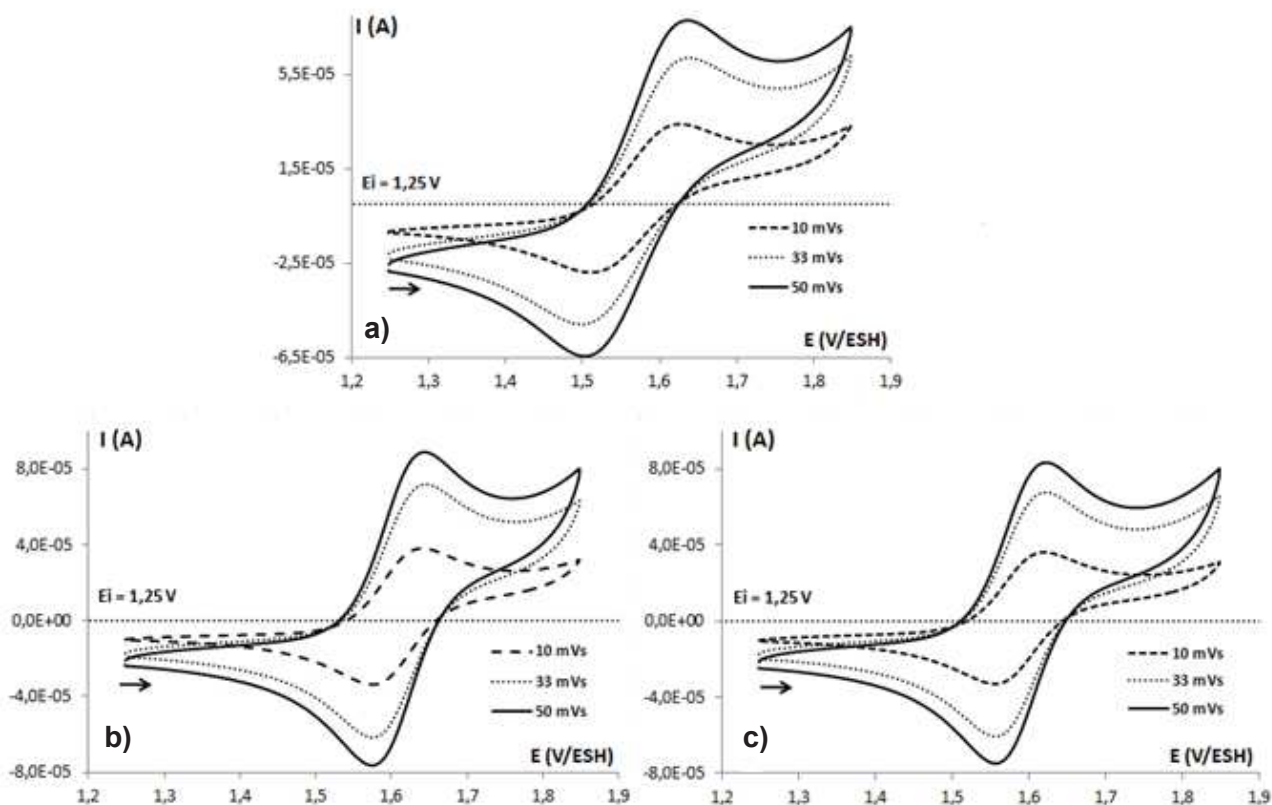 I (A)
5,5E-05
1,5E-05
Ei = 1,25 V
10 mVs
33 mVs
50 mVs
-2,5E-05
a)
E (V/ESH)
-6,5E-05
1,2 1,3 1,4 1,5 1,6 1,7 1,8 1,9
I (A)
8,0E-05
4,0E-05
Ei = 1,25 V
0,0E+00
10 mVs
33 mVs
50 mVs
-4,0E-05
b)
E (V/ESH)
-8,0E-05
1,2 1,3 1,4 1,5 1,6 1,7 1,8 1,9
I (A)
8,0E-05
4,0E-05
Ei = 1,25 V
0,0E+00
10 mVs
33 mVs
50 mVs
-4,0E-05
c)
E (V/ESH)
-8,0E-05
1,2 1,3 1,4 1,5 1,6 1,7 1,8 1,9